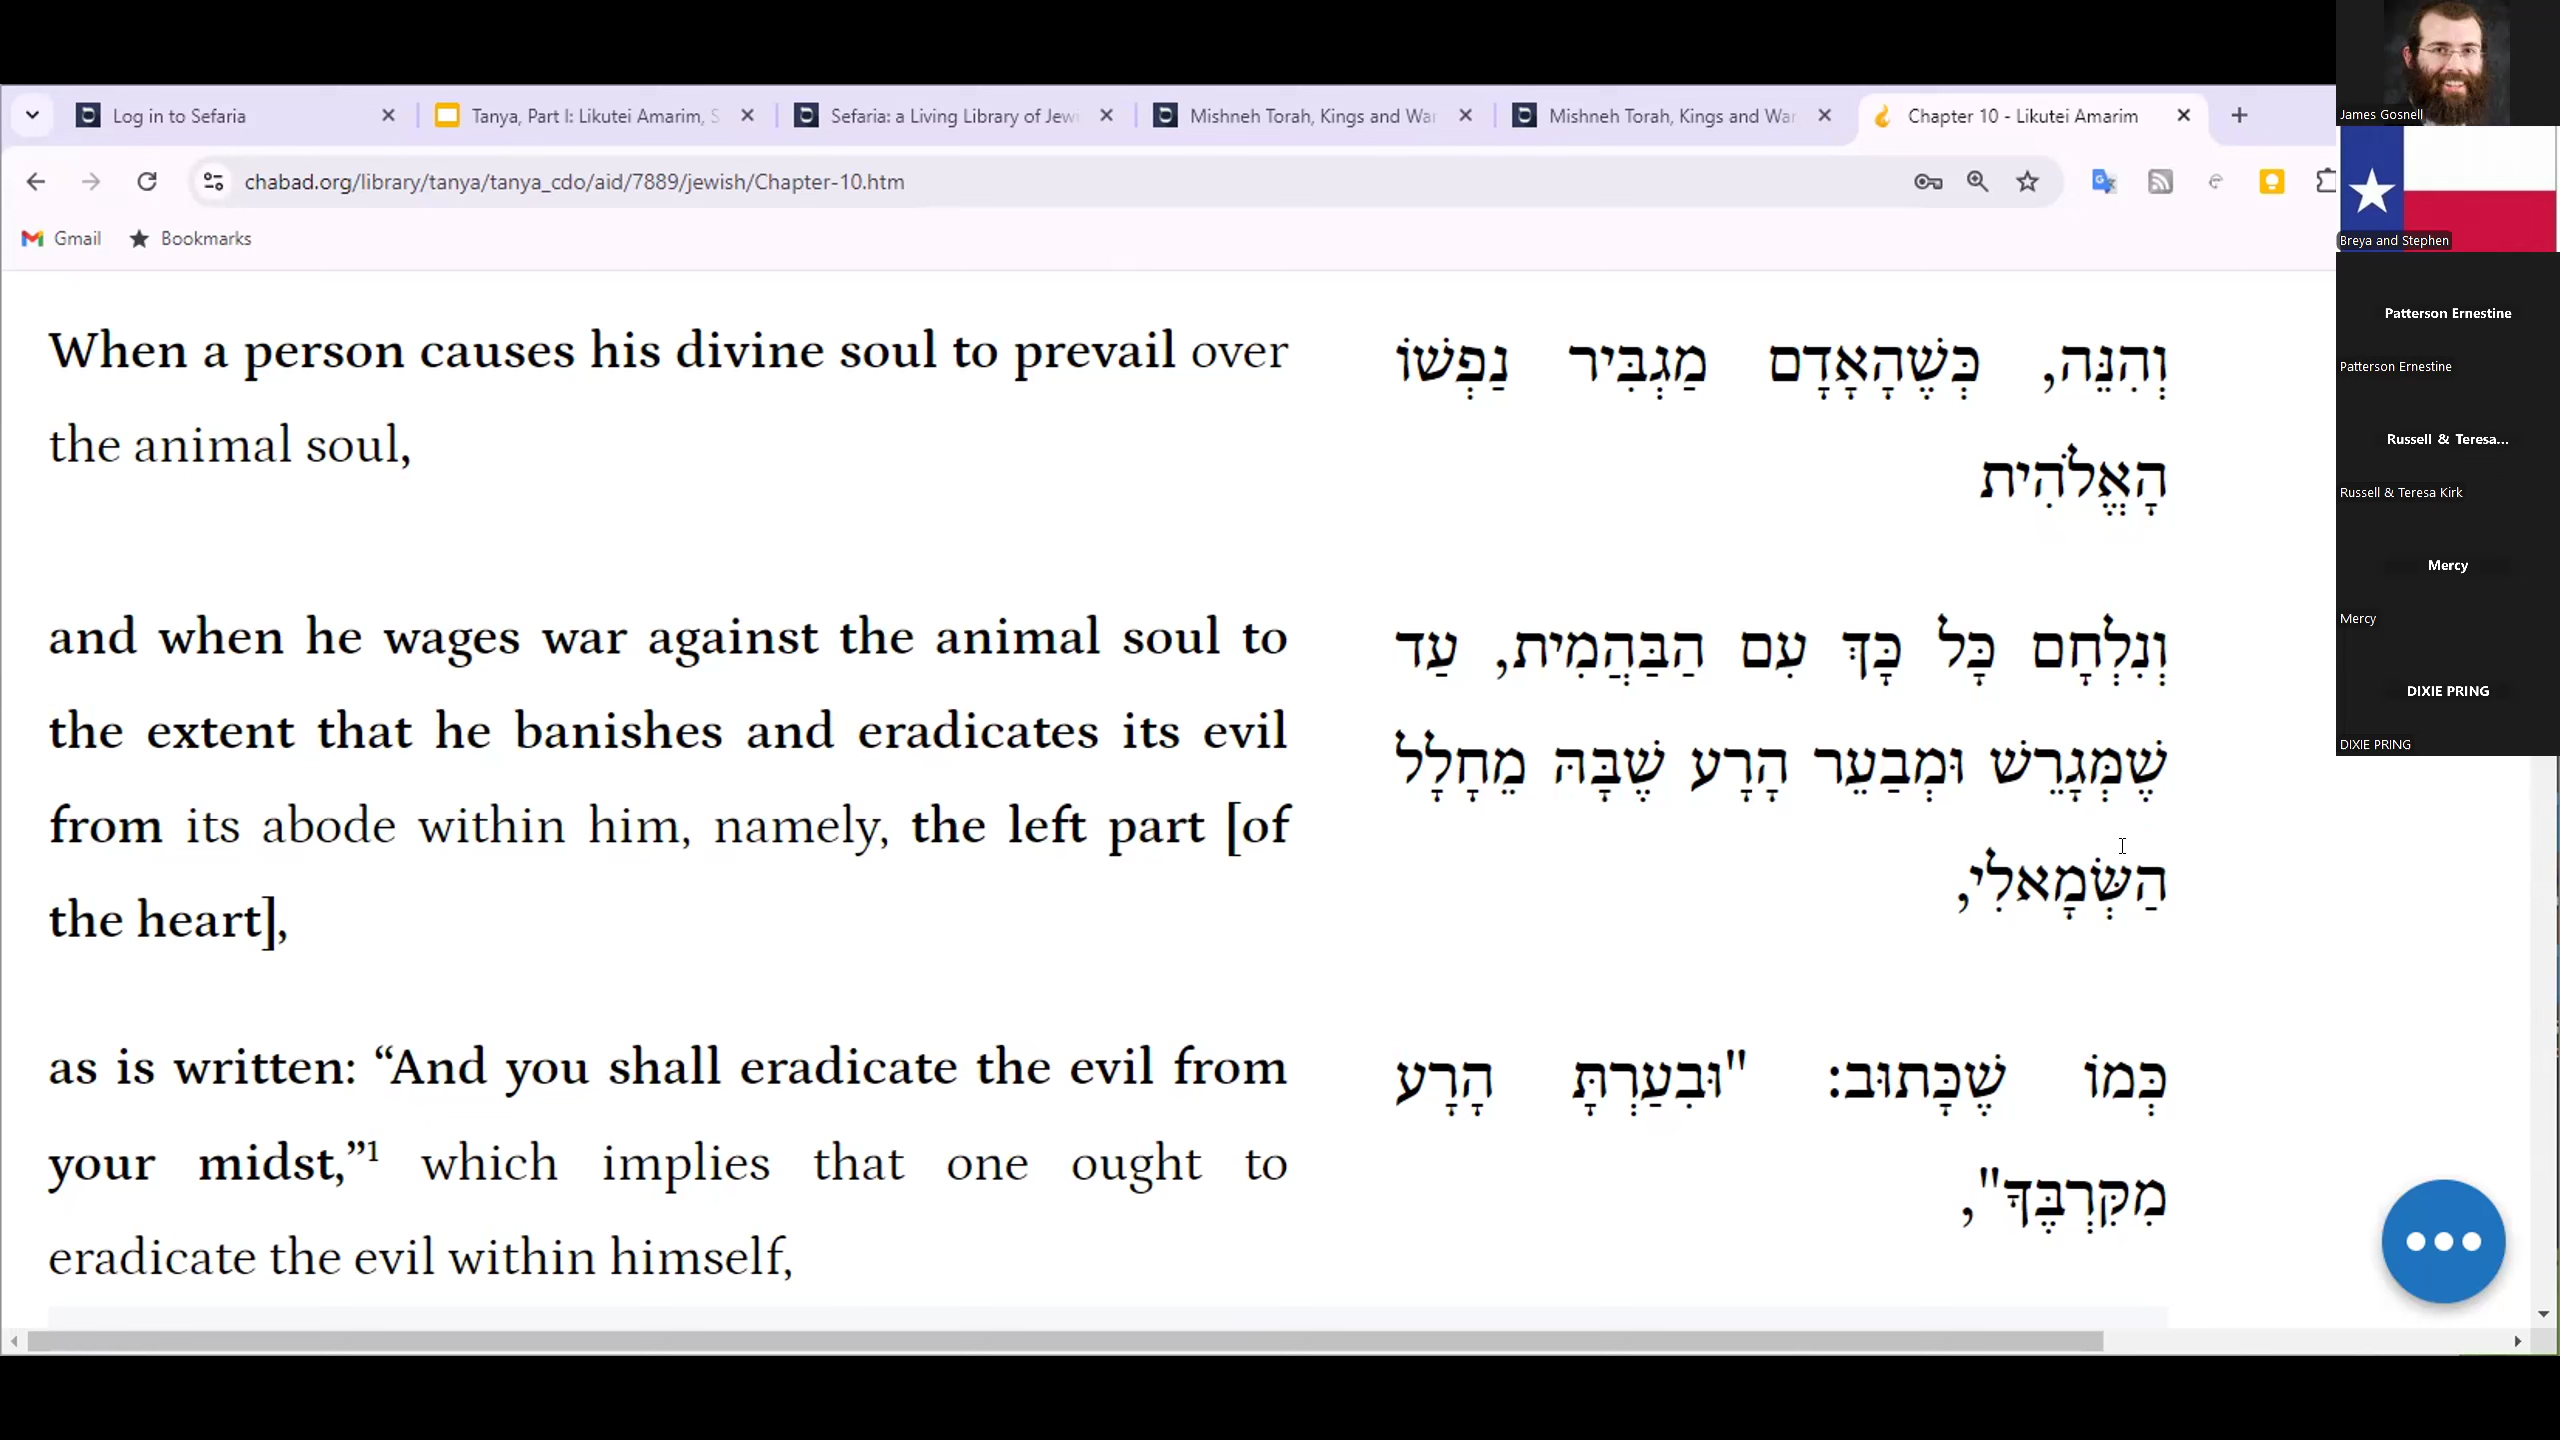 Log in to Sefaria
Tanya, Part I: Likutei Amarim, S
Sefaria: a Living Library of Jew
Mishneh Torah, Kings and War
Mishneh Torah, Kings and War
Chapter 10 - Likutei Amarim
chabad.org/library/tanya/tanya_cdo/aid/7889/jewish/Chapter-10.htm
Gmail
Bookmarks
When a person causes his divine soul to prevail over
the animal soul,
וְהִנֵּה, כְּשֶׁהָאָדָם מַגְבִּיר נַפְשׁוֹ
הָאֱלֹהִית
and when he wages war against the animal soul to
the extent that he banishes and eradicates its evil
from its abode within him, namely, the left part [of
the heart],
וְנִלְחָם כָּל כָּךְ עִם הַבַּהֲמִית, עַד
שֶׁמְּגָרֵשׁ וּמְבַעֵר הָרָע שֶׁבָּהּ מֵחָלָל
הַשְּׂמָאלִי,
as is written: “And you shall eradicate the evil from
your midst,”1 which implies that one ought to
eradicate the evil within himself,
כְּמוֹ שֶׁכָּתוּב: "וּבִעַרְתָּ הָרָע
מִקִּרְבֶּךָ",
James Gosnell
Breya and Stephen
Patterson Ernestine
Patterson Ernestine
Russell & Teresa...
Russell & Teresa Kirk
Mercy
Mercy
DIXIE PRING
DIXIE PRING